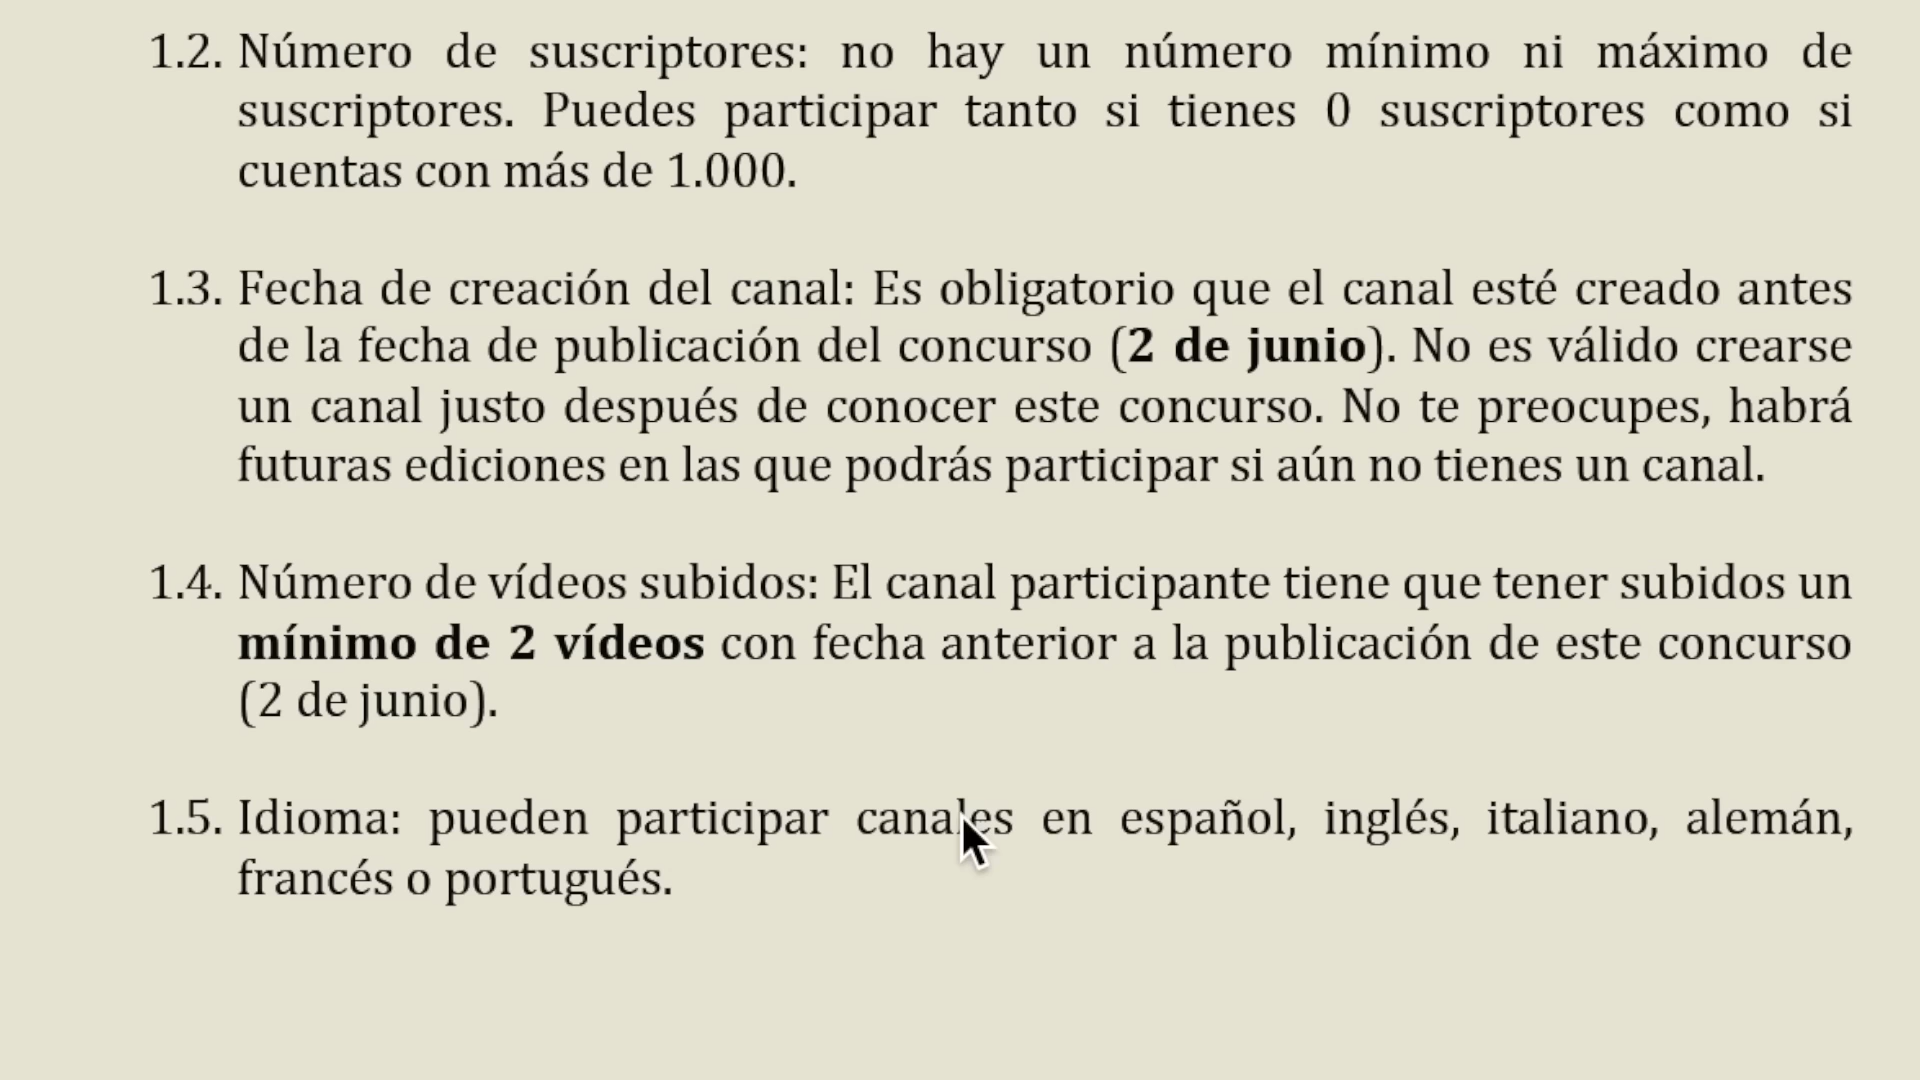 1.2. Número de suscriptores: no hay un número mínimo ni máximo de
suscriptores. Puedes participar tanto si tienes 0 suscriptores como si
cuentas con más de 1.000.
1.3. Fecha de creación del canal: Es obligatorio que el canal esté creado antes
de la fecha de publicación del concurso (2 de junio). No es válido crearse
un canal justo después de conocer este concurso. No te preocupes, habrá
futuras ediciones en las que podrás participar si aún no tienes un canal.
1.4. Número de vídeos subidos: El canal participante tiene que tener subidos un
mínimo de 2 vídeos con fecha anterior a la publicación de este concurso
(2 de junio).
1.5. Idioma: pueden participar canales en español, inglés, italiano, alemán,
francés o portugués.